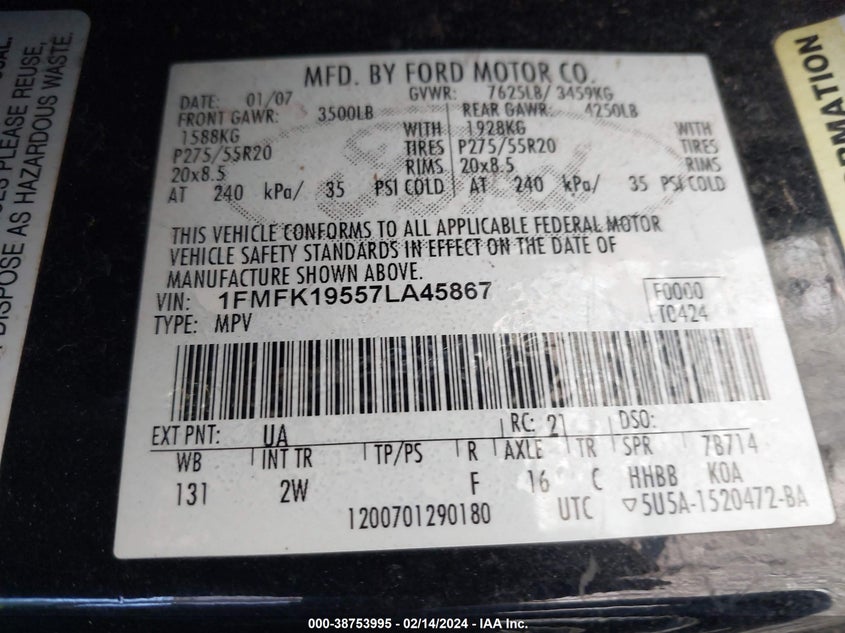 OSAL.
ES PLEASE REUSE,
DISPOSE AS HAZARDOUS WASTE.
RMATION
MFD. BY FORD MOTOR CO.
DATE: 01/07 GVWR: 7625LB/ 3459KG
FRONT GAWR: 3500LB REAR GAWR: 4250LB
1588KG WITH 1928KG WITH
P275/55R20 TIRES P275/55R20 TIRES
20x8.5 RIMS 20x8.5 RIMS
AT 240 kPa/ 35 PSI COLD AT 240 kPa/ 35 PSI COLD
Ford
THIS VEHICLE CONFORMS TO ALL APPLICABLE FEDERAL MOTOR
VEHICLE SAFETY STANDARDS IN EFFECT ON THE DATE OF
MANUFACTURE SHOWN ABOVE.
VIN: 1FMFK19557LA45867 F0000
TYPE: MPV T0424
EXT PNT: UA RC: 21 DSO:
WB INT TR TP/PS R AXLE TR SPR 78714
131 2W F 16 C HHBB KOA
1200701290180 UTC ▽5U5A-1520472-BA
000-38753995 - 02/14/2024 - IAA Inc.